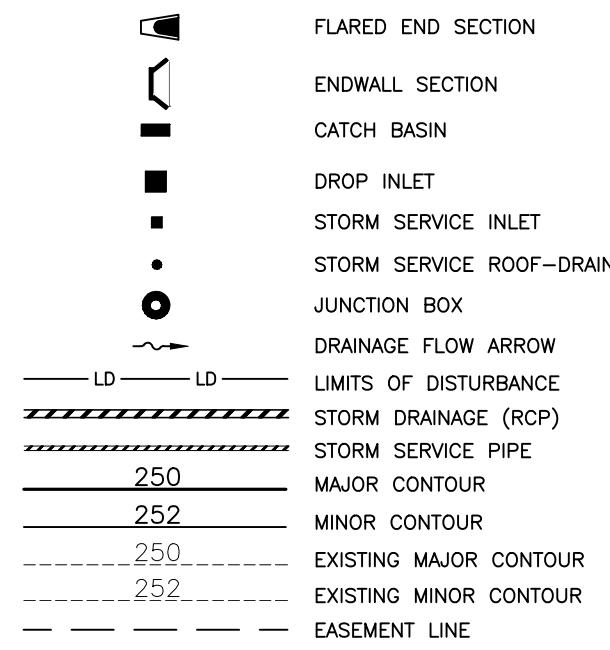 FLARED END SECTION
ENDWALL SECTION
CATCH BASIN
DROP INLET
STORM SERVICE INLET
STORM SERVICE ROOF-DRAIN
JUNCTION BOX
DRAINAGE FLOW ARROW
LD LD LIMITS OF DISTURBANCE
STORM DRAINAGE (RCP)
STORM SERVICE PIPE
250 MAJOR CONTOUR
252 MINOR CONTOUR
250 EXISTING MAJOR CONTOUR
252 EXISTING MINOR CONTOUR
EASEMENT LINE